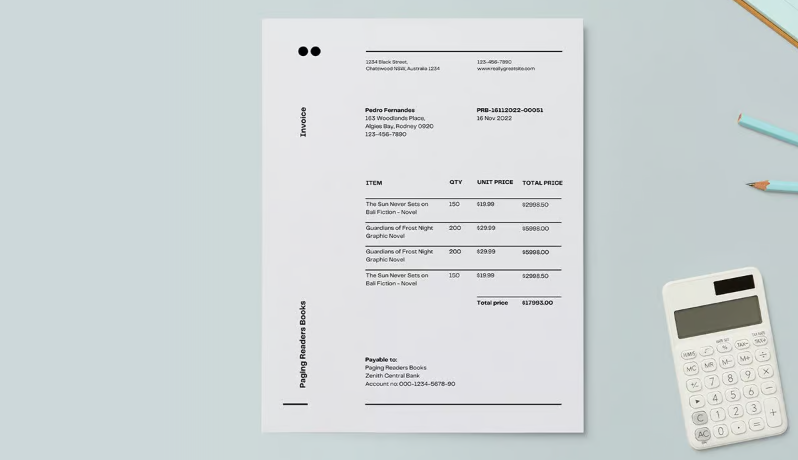 1234 Black Street,
Chatswood NSW, Australia 1234
123-456-7890
www.reallygreatsite.com
Invoice
Pedro Fernandes
163 Woodlands Place,
Algies Bay, Rodney 0920
123-456-7890
PRB-16112022-00051
16 Nov 2022
ITEM QTY UNIT PRICE TOTAL PRICE
The Sun Never Sets on 150 $19.99 $2998.50
Bali Fiction - Novel
Guardians of Frost Night 200 $29.99 $5998.00
Graphic Novel
Guardians of Frost Night 200 $29.99 $5998.00
Graphic Novel
The Sun Never Sets on 150 $19.99 $2998.50
Bali Fiction - Novel
Total price $17993.00
Paging Readers Books
Payable to:
Paging Readers Books
Zenith Central Bank
Account no: 000-1234-5678-90
% TAX- TAX+
MC MR M- M+ ÷
+/- 7 8 9 ×
4 5 6 −
C 1 2 3 +
AC 0 · =